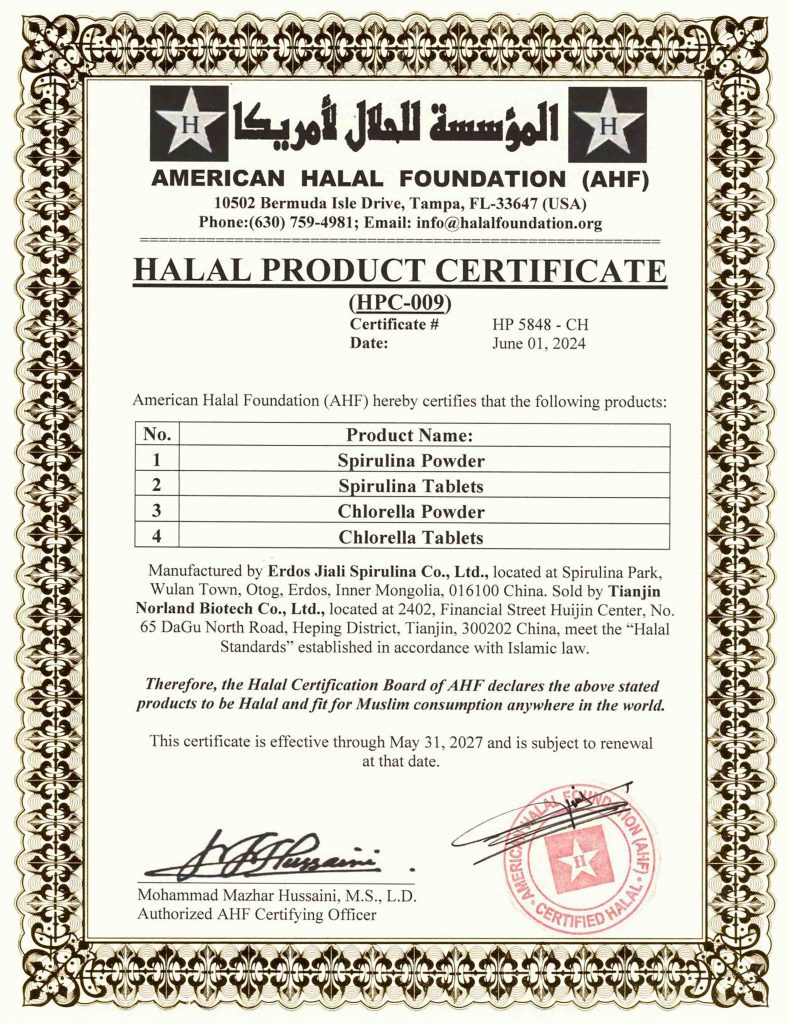 H
المؤسسة للحلال لأمريكا
H
AMERICAN HALAL FOUNDATION (AHF)
10502 Bermuda Isle Drive, Tampa, FL-33647 (USA)
Phone:(630) 759-4981; Email: info@halalfoundation.org
==========================================================
HALAL PRODUCT CERTIFICATE
(HPC-009)
Certificate # HP 5848 - CH
Date: June 01, 2024
American Halal Foundation (AHF) hereby certifies that the following products:
No. Product Name:
1 Spirulina Powder
2 Spirulina Tablets
3 Chlorella Powder
4 Chlorella Tablets
Manufactured by Erdos Jiali Spirulina Co., Ltd., located at Spirulina Park,
Wulan Town, Otog, Erdos, Inner Mongolia, 016100 China. Sold by Tianjin
Norland Biotech Co., Ltd., located at 2402, Financial Street Huijin Center, No.
65 DaGu North Road, Heping District, Tianjin, 300202 China, meet the “Halal
Standards” established in accordance with Islamic law.
Therefore, the Halal Certification Board of AHF declares the above stated
products to be Halal and fit for Muslim consumption anywhere in the world.
This certificate is effective through May 31, 2027 and is subject to renewal
at that date.
Hussaini
Mohammad Mazhar Hussaini, M.S., L.D.
Authorized AHF Certifying Officer
AMERICAN HALAL FOUNDATION (AHF)
H
CERTIFIED HALAL